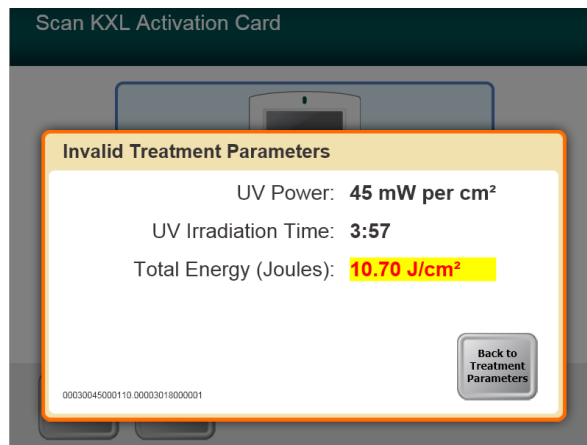 Scan KXL Activation Card
Invalid Treatment Parameters
UV Power: 45 mW per cm²
UV Irradiation Time: 3:57
Total Energy (Joules): 10.70 J/cm²
Back to
Treatment
Parameters
00030045000110.00003018000001